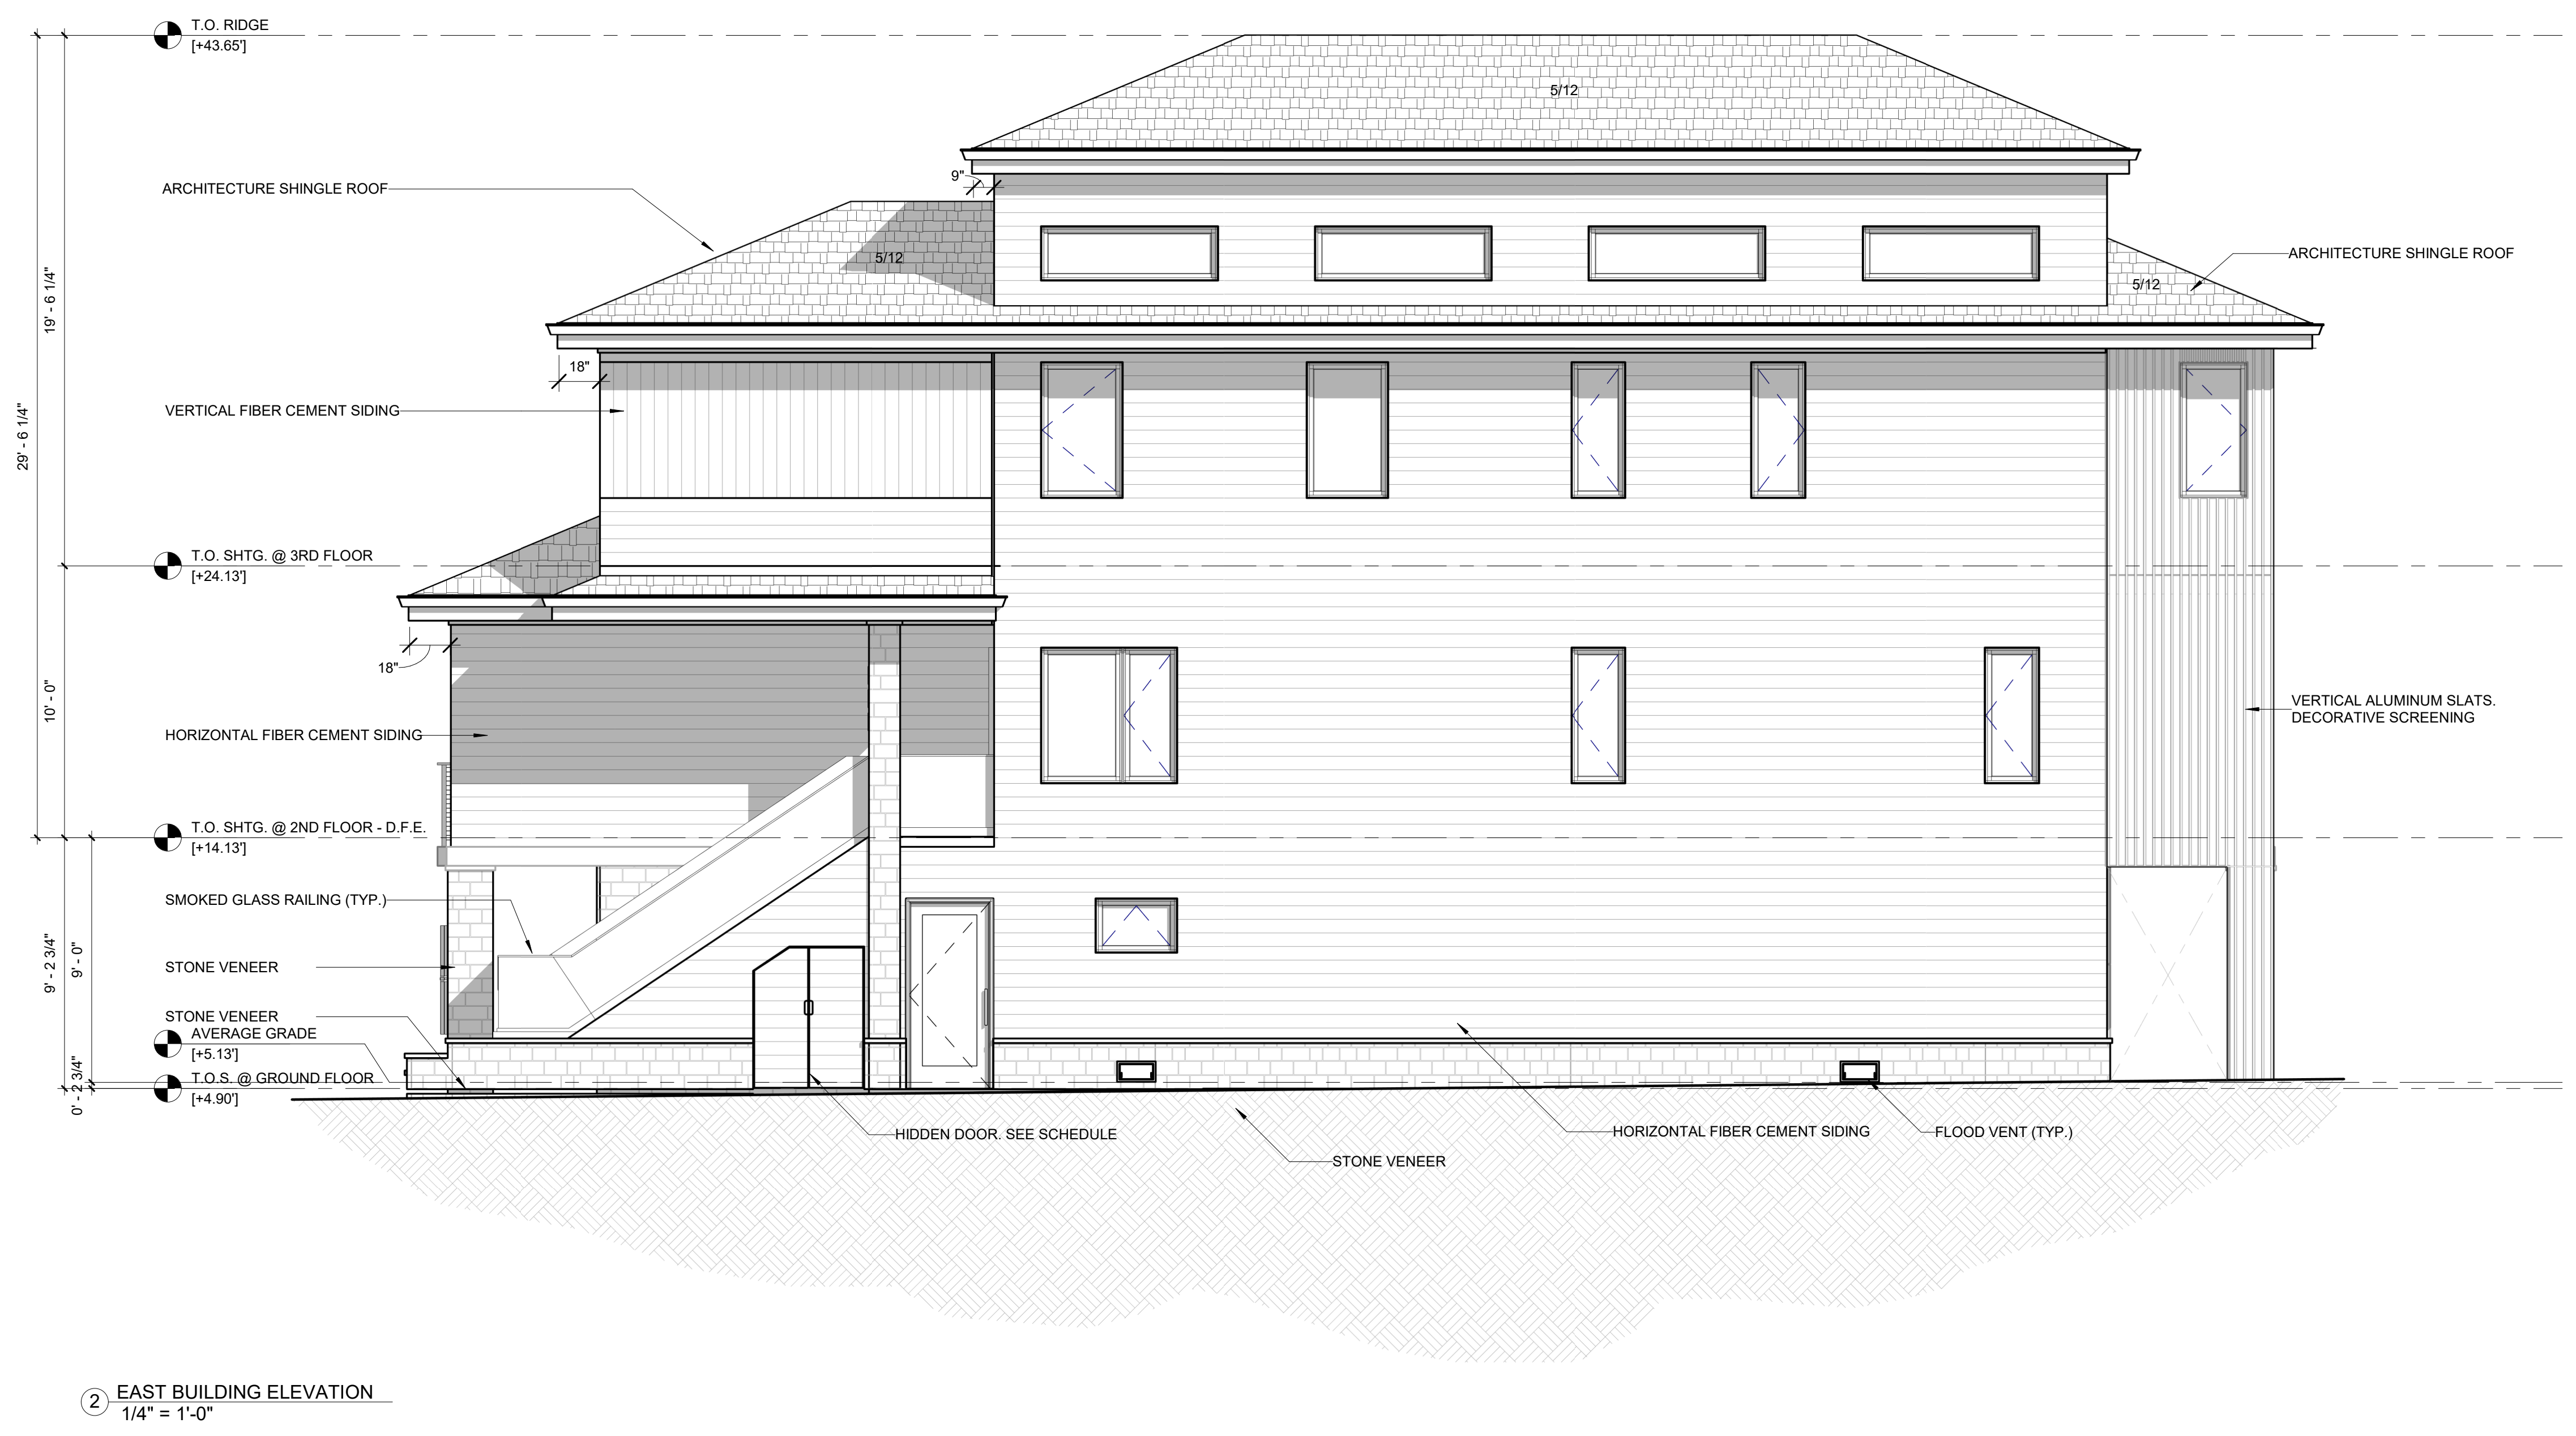 T.O. RIDGE
[+43.65']
5/12
9"
ARCHITECTURE SHINGLE ROOF
5/12
ARCHITECTURE SHINGLE ROOF
5/12
19' - 6 1/4"
18"
VERTICAL FIBER CEMENT SIDING
29' - 6 1/4"
T.O. SHTG. @ 3RD FLOOR
[+24.13']
18"
10' - 0"
VERTICAL ALUMINUM SLATS.
DECORATIVE SCREENING
HORIZONTAL FIBER CEMENT SIDING
T.O. SHTG. @ 2ND FLOOR - D.F.E.
[+14.13']
SMOKED GLASS RAILING (TYP.)
9' - 2 3/4"
9' - 0"
STONE VENEER
STONE VENEER
AVERAGE GRADE
[+5.13']
T.O.S. @ GROUND FLOOR
[+4.90']
0' - 2 3/4"
HIDDEN DOOR. SEE SCHEDULE
HORIZONTAL FIBER CEMENT SIDING
FLOOD VENT (TYP.)
STONE VENEER
2
EAST BUILDING ELEVATION
1/4" = 1'-0"